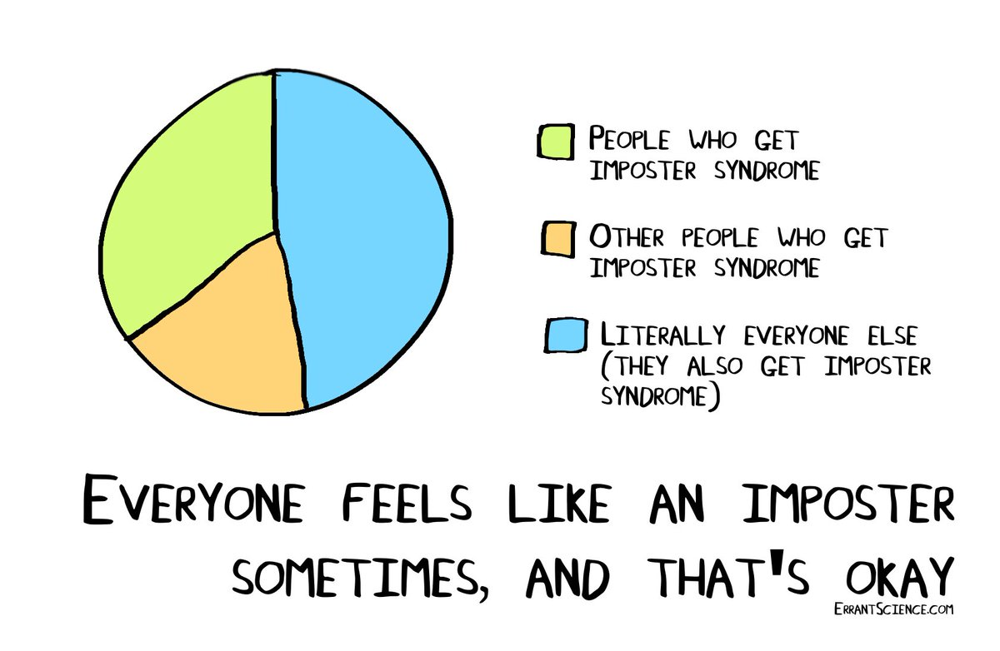 People who get
imposter syndrome
Other people who get
imposter syndrome
Literally everyone else
(they also get imposter
syndrome)
Everyone feels like an imposter
sometimes, and that's okay
ErrantScience.com